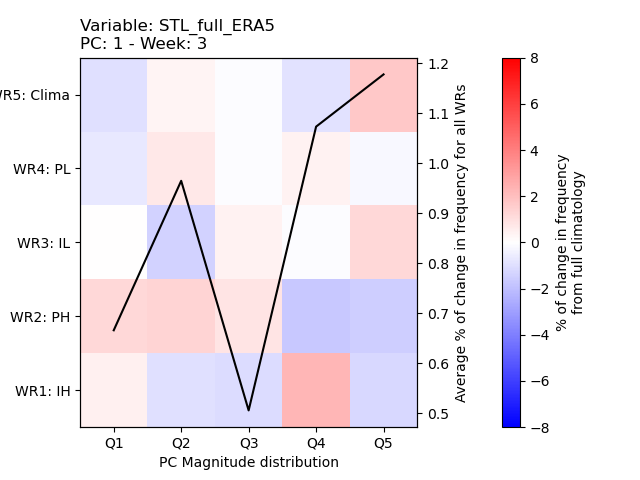 Variable: STL_full_ERA5
PC: 1 - Week: 3
WR5: Clima
WR4: PL
WR3: IL
WR2: PH
WR1: IH
Q1 Q2 Q3 Q4 Q5
PC Magnitude distribution
1.2
1.1
1.0
0.9
0.8
0.7
0.6
0.5
Average % of change in frequency for all WRs
8
6
4
2
0
−2
−4
−6
−8
% of change in frequency
from full climatology